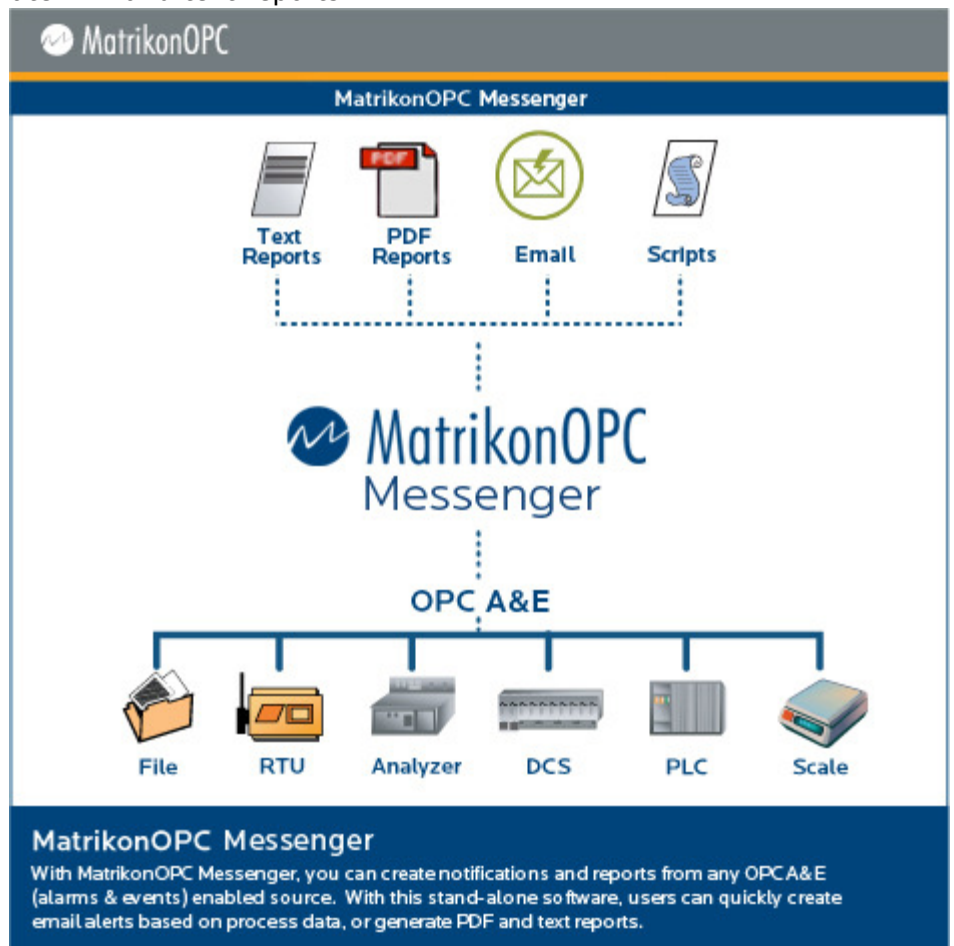 MatrikonOPC
MatrikonOPC Messenger
PDF
Text
Reports
PDF
Reports
Email
Scripts
MatrikonOPC
Messenger
OPC A&E
File
RTU
Analyzer
DCS
PLC
Scale
MatrikonOPC Messenger
With MatrikonOPC Messenger, you can create notifications and reports from any OPC A&E
(alarms & events) enabled source. With this stand-alone software, users can quickly create
email alerts based on process data, or generate PDF and text reports.